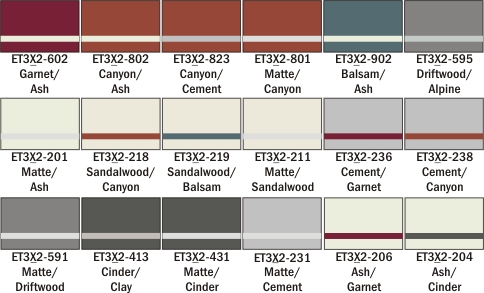 ET3X2-602 ET3X2-802 ET3X2-823 ET3X2-801 ET3X2-902 ET3X2-595
Garnet/ Canyon/ Canyon/ Matte/ Balsam/ Driftwood/
Ash Ash Cement Canyon Ash Alpine
ET3X2-201 ET3X2-218 ET3X2-219 ET3X2-211 ET3X2-236 ET3X2-238
Matte/ Sandalwood/ Sandalwood/ Matte/ Cement/ Cement/
Ash Canyon Balsam Sandalwood Garnet Canyon
ET3X2-591 ET3X2-413 ET3X2-431 ET3X2-231 ET3X2-206 ET3X2-204
Matte/ Cinder/ Matte/ Matte/ Ash/ Ash/
Driftwood Clay Cinder Cement Garnet Cinder